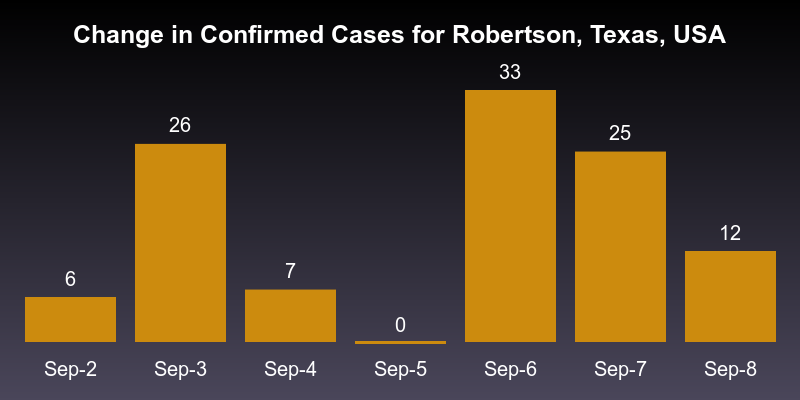 Change in Confirmed Cases for Robertson, Texas, USA
6
26
7
0
33
25
12
Sep-2
Sep-3
Sep-4
Sep-5
Sep-6
Sep-7
Sep-8